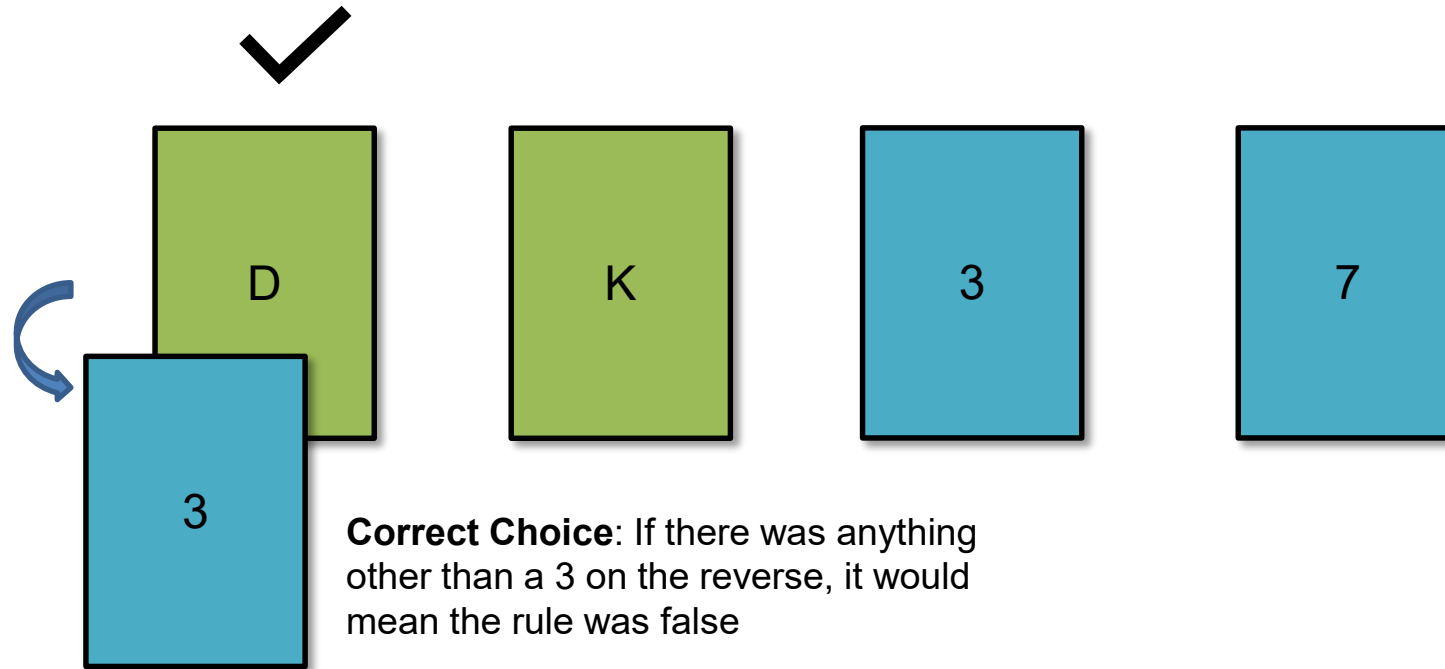 D
K
3
7
3
Correct Choice: If there was anything
other than a 3 on the reverse, it would
mean the rule was false